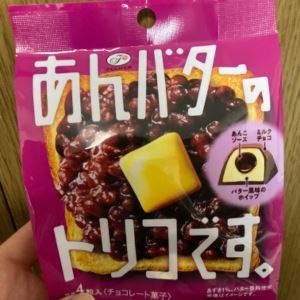 あんバターの
あんこ
ソース
ミルク
チョコ
バター風味の
ホイップ
トリコです。
4粒入〈チョコレート菓子〉